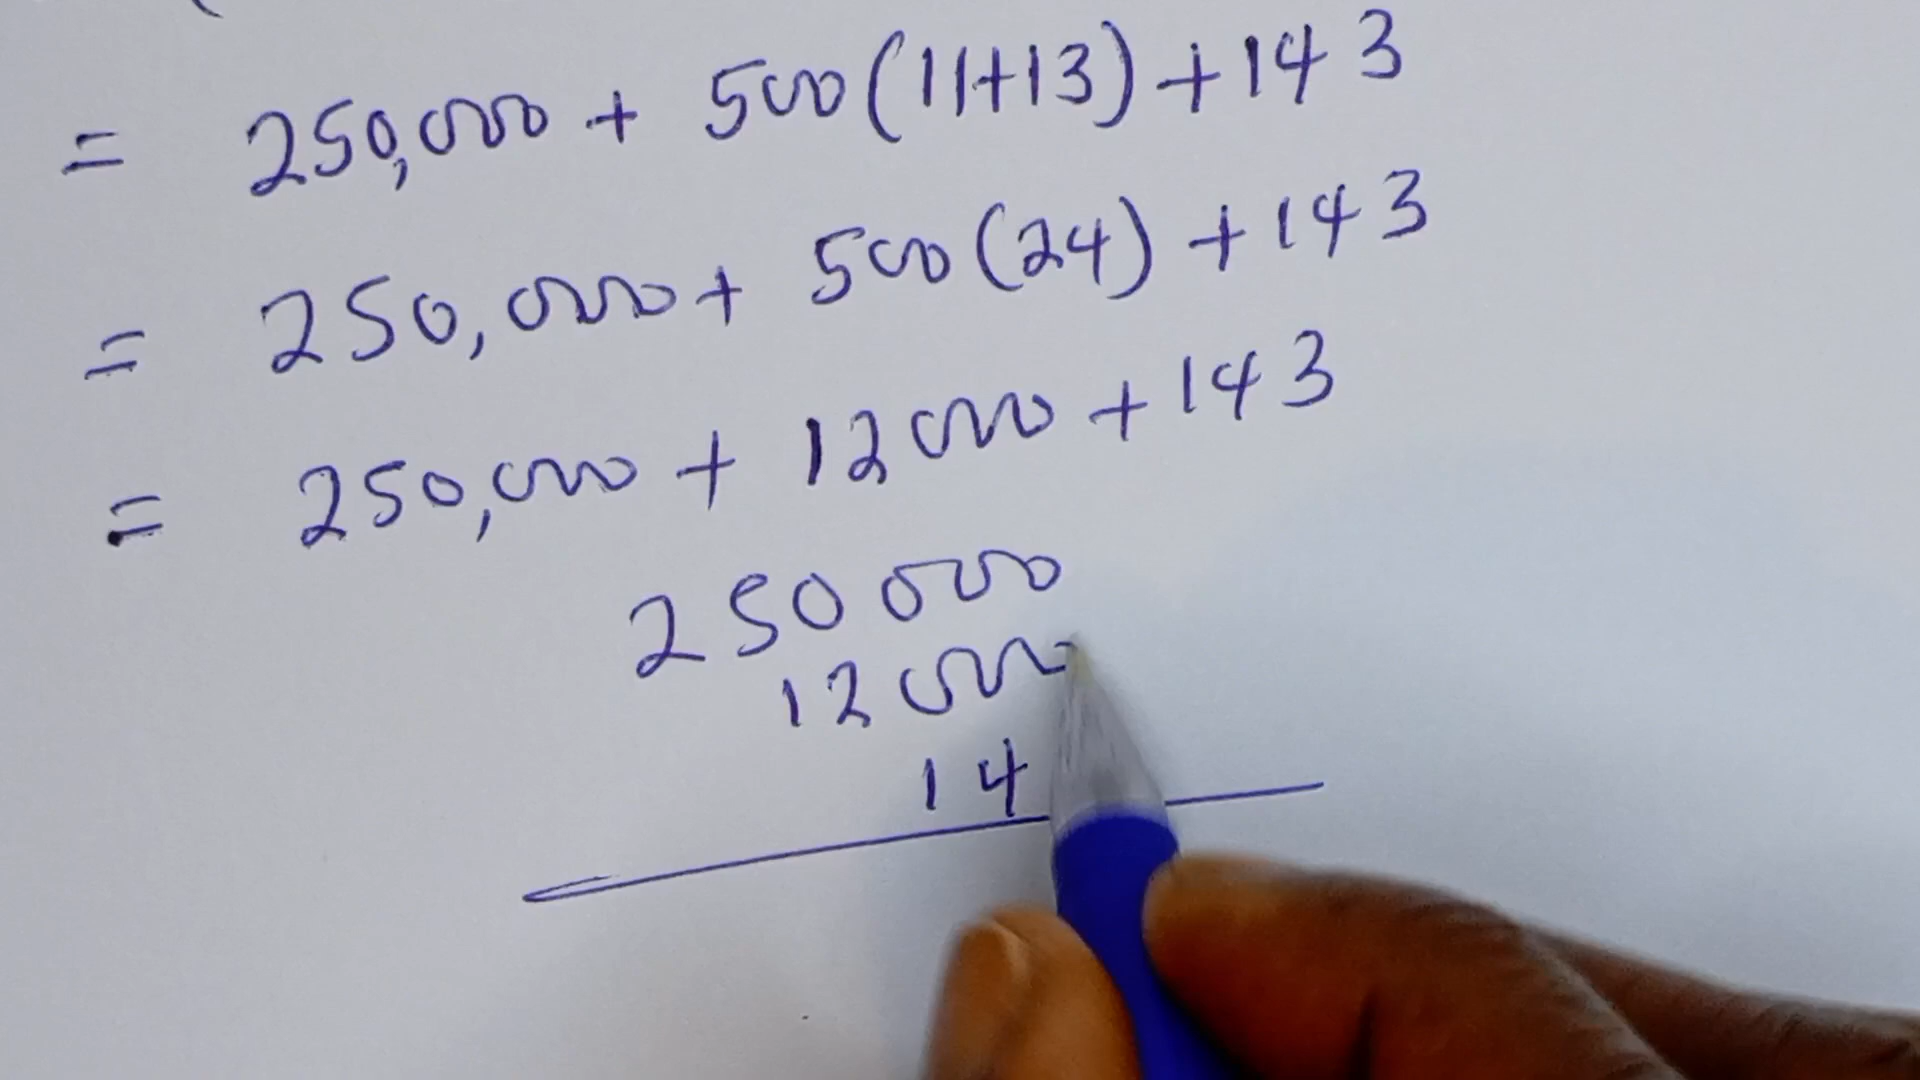 = 250,000 + 500(11+13) + 143
= 250,000 + 500(24) + 143
= 250,000 + 12000 + 143
250000
12000
14